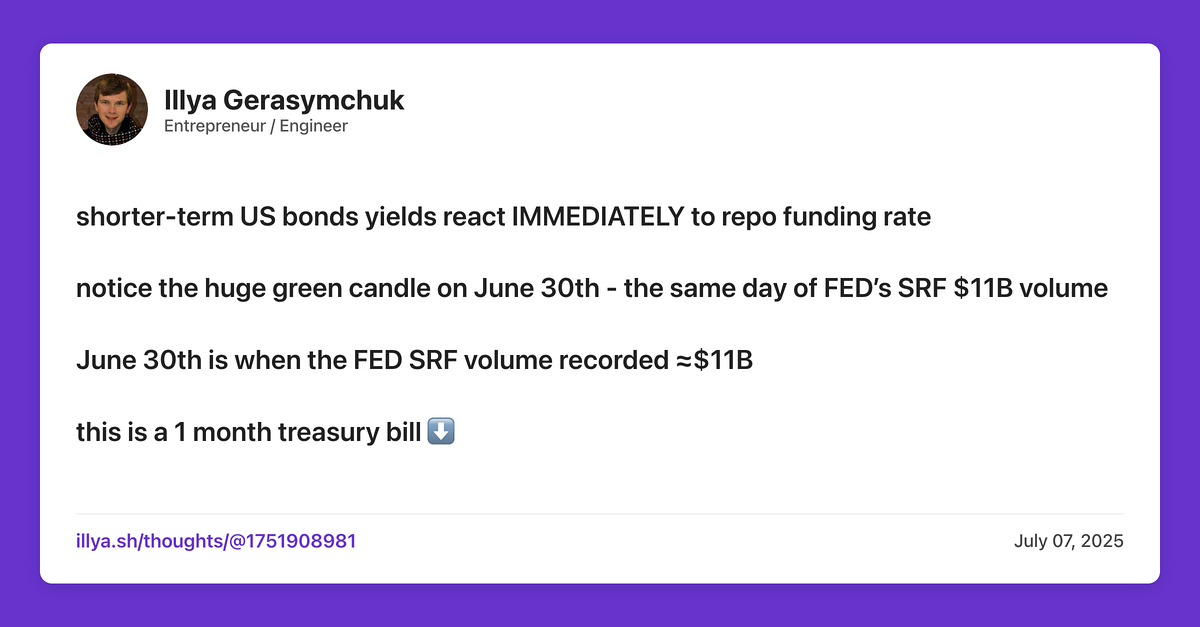 Illya Gerasymchuk
Entrepreneur / Engineer
shorter-term US bonds yields react IMMEDIATELY to repo funding rate
notice the huge green candle on June 30th - the same day of FED’s SRF $11B volume
June 30th is when the FED SRF volume recorded ≈$11B
this is a 1 month treasury bill ⬇️
illya.sh/thoughts/@1751908981
July 07, 2025